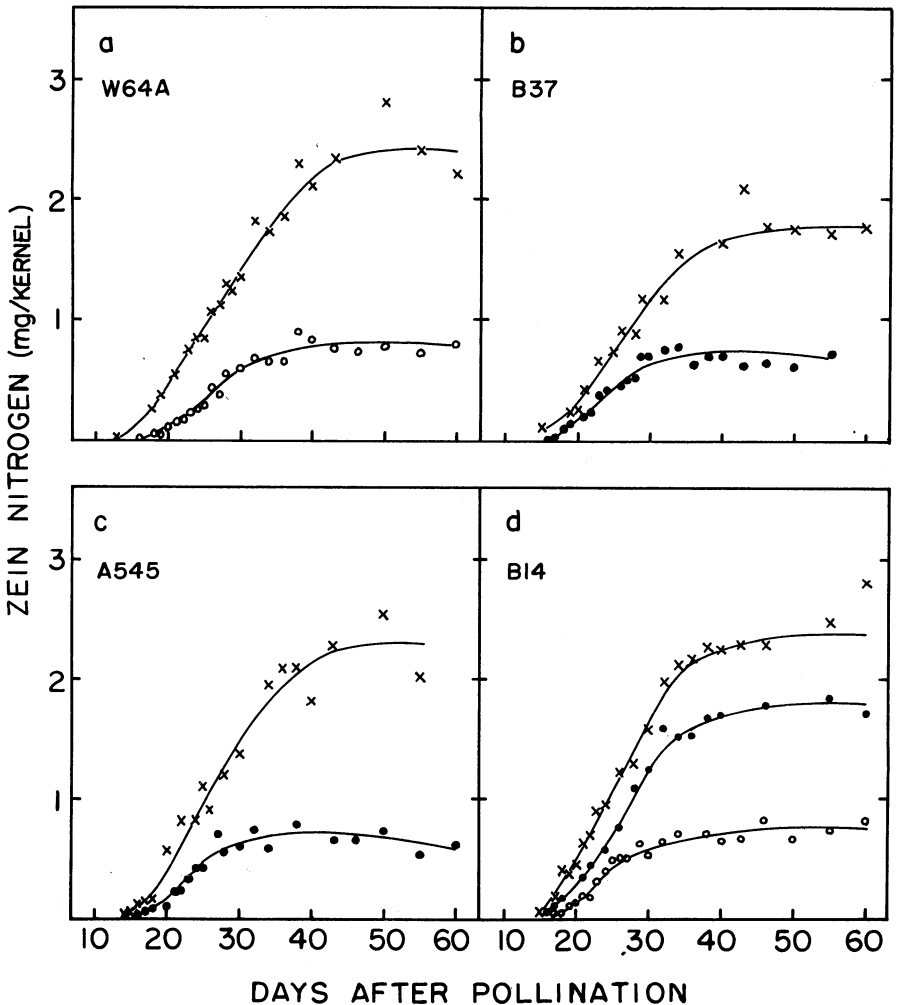 a
W64A
b
B37
3
2
1
ZEIN NITROGEN (mg/KERNEL)
c
A545
d
B14
3
2
1
10 20 30 40 50 60 10 20 30 40 50 60
DAYS AFTER POLLINATION